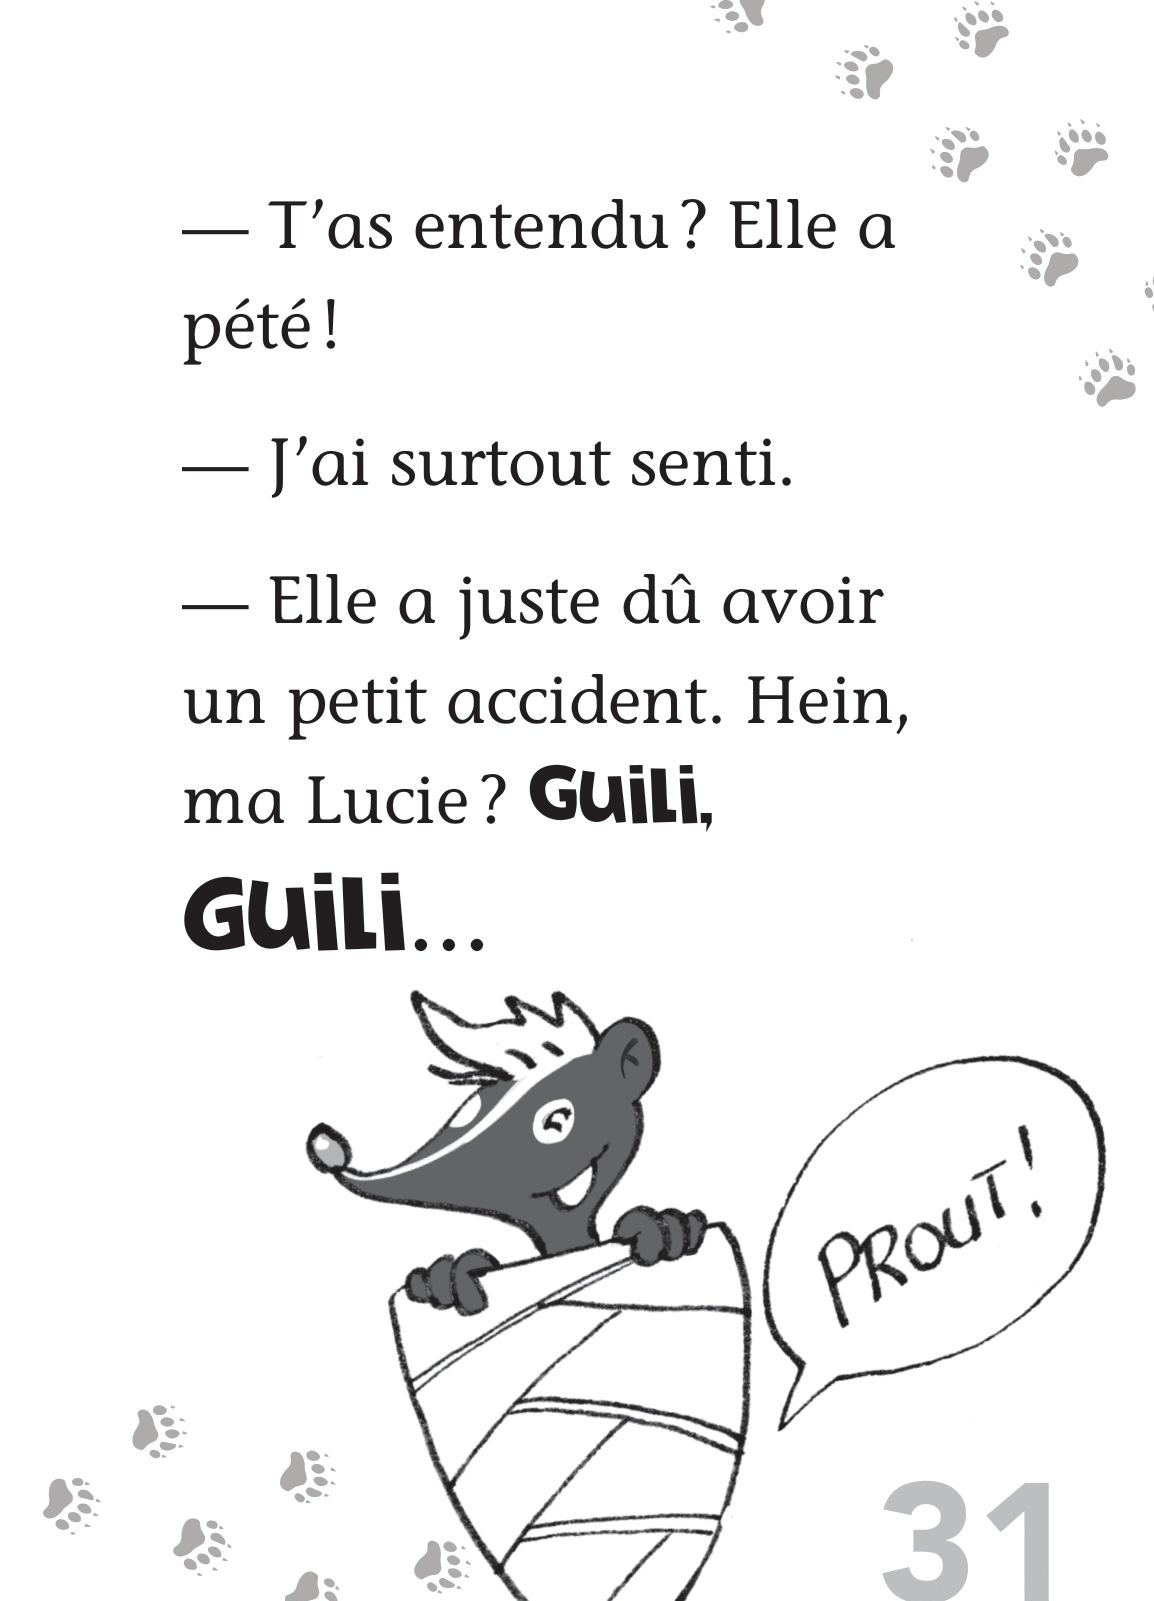 — T’as entendu ? Elle a
pété !
— J’ai surtout senti.
— Elle a juste dû avoir
un petit accident. Hein,
ma Lucie ? Guili,
Guili…
PROUT !
31